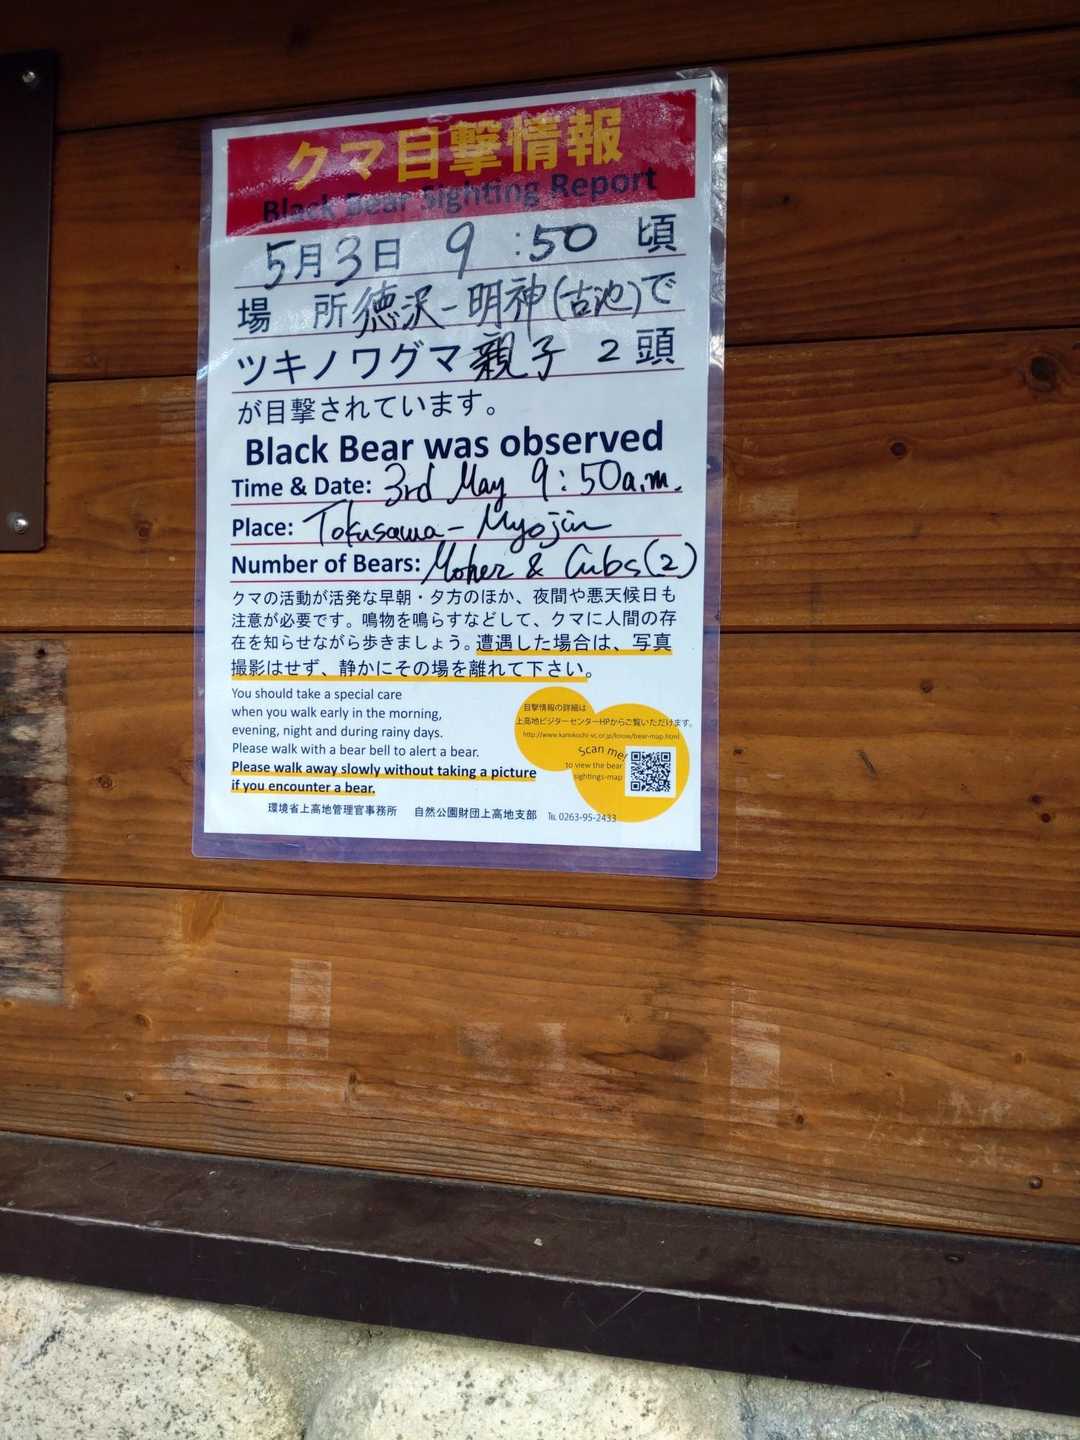 クマ目撃情報
Black Bear Sighting Report
5月3日 9:50 頃
場 所 徳沢-明神(古池)で
ツキノワグマ 親子 2 頭
が目撃されています。
Black Bear was observed
Time & Date: 3rd May 9:50a.m.
Place: Tokusawa-Myojin
Number of Bears: Moher & Cubs(2)
クマの活動が活発な早朝・夕方のほか、夜間や悪天候日も
注意が必要です。鳴物を鳴らすなどして、クマに人間の存
在を知らせながら歩きましょう。遭遇した場合は、写真
撮影はせず、静かにその場を離れて下さい。
You should take a special care
when you walk early in the morning,
evening, night and during rainy days.
Please walk with a bear bell to alert a bear.
Please walk away slowly without taking a picture
if you encounter a bear.
目撃情報の詳細は
上高地ビジターセンターHPからご覧いただけます。
http://www.kamikochi-vc.or.jp/know/bear-map.html
Scan me!
to view the bear
sightings-map
環境省上高地管理官事務所 自然公園財団上高地支部 ℡ 0263-95-2433